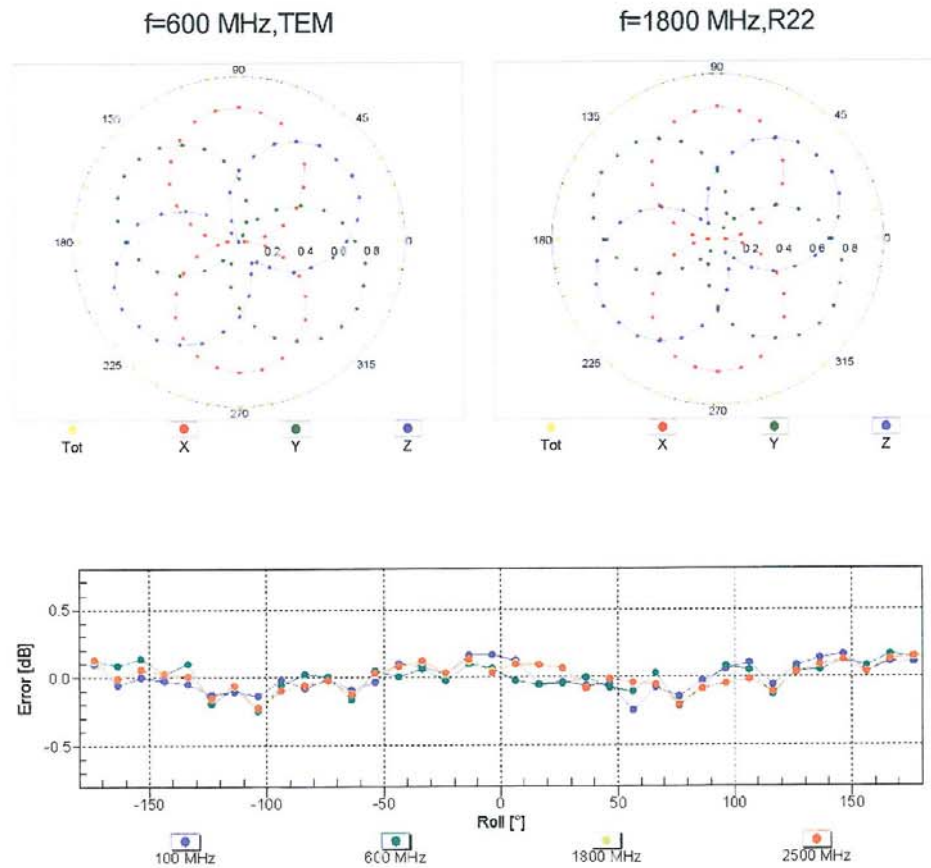 f=600 MHz,TEM
f=1800 MHz,R22
90
135
45
180
0
0.2 0.4 0.6 0.8
225
315
270
Tot X Y Z
90
135
45
180
0
0.2 0.4 0.6 0.8
225
315
270
Tot X Y Z
Error [dB]
0.5
0.0
-0.5
-150 -100 -50 0 50 100 150
Roll [°]
100 MHz 600 MHz 1800 MHz 2500 MHz